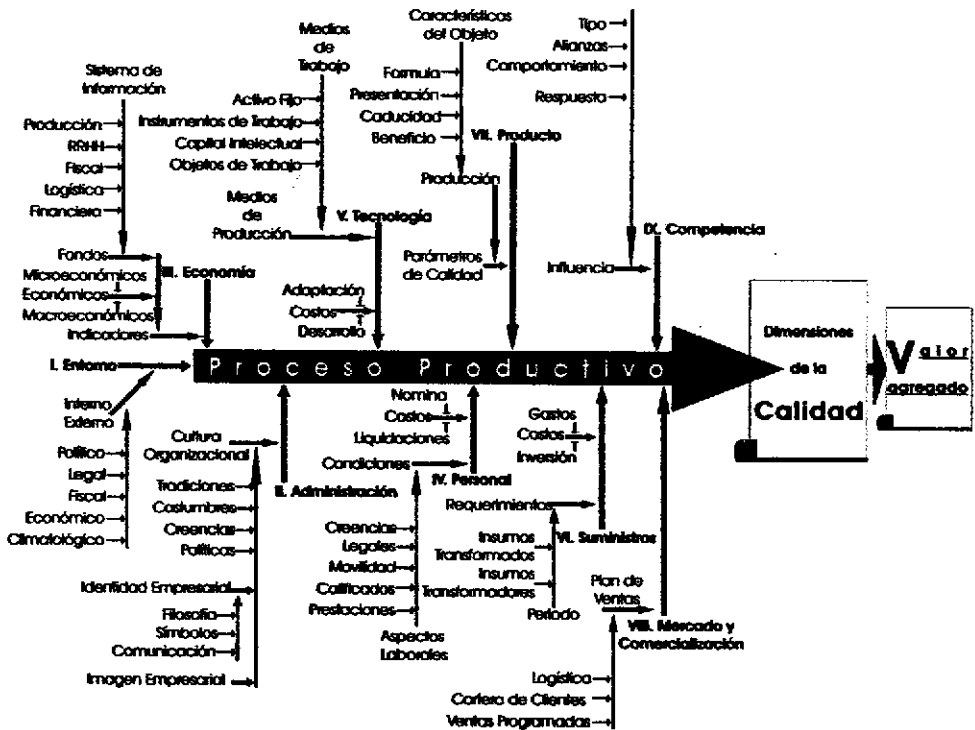 Sistema de
Información
Producción
RRHH
Fiscal
Logística
Financiera
Fondos
Microeconómicos
Económicos
Macroeconómicos
Indicadores
III. Economía
Medios
de
Trabajo
Activo Fijo
Instrumentos de Trabajo
Capital Intelectual
Objetos de Trabajo
Medios
de
Producción
V. Tecnología
Adaptación
Costos
Desarrollo
Características
del Objeto
Formula
Presentación
Caducidad
Beneficio
Producción
VII. Producto
Parámetros
de Calidad
Tipo
Alianzas
Comportamiento
Respuesta
IX. Competencia
Influencia
I. Entorno
Proceso Productivo
Dimensiones
de la
Calidad
Valor
agregado
Interno
Externo
Político
Legal
Fiscal
Económico
Climatológico
Cultura
Organizacional
II. Administración
Tradiciones
Costumbres
Creencias
Políticas
Identidad Empresarial
Filosofía
Símbolos
Comunicación
Imagen Empresarial
Nomina
Costos
Liquidaciones
Condiciones
IV. Personal
Creencias
Legales
Movilidad
Calificados
Prestaciones
Aspectos
Laborales
Gastos
Costos
Inversión
Requerimientos
VI. Suministros
Insumos
Transformados
Insumos
Transformadores
Período
Plan de
Ventas
VIII. Mercado y
Comercialización
Logística
Cartera de Clientes
Ventas Programadas